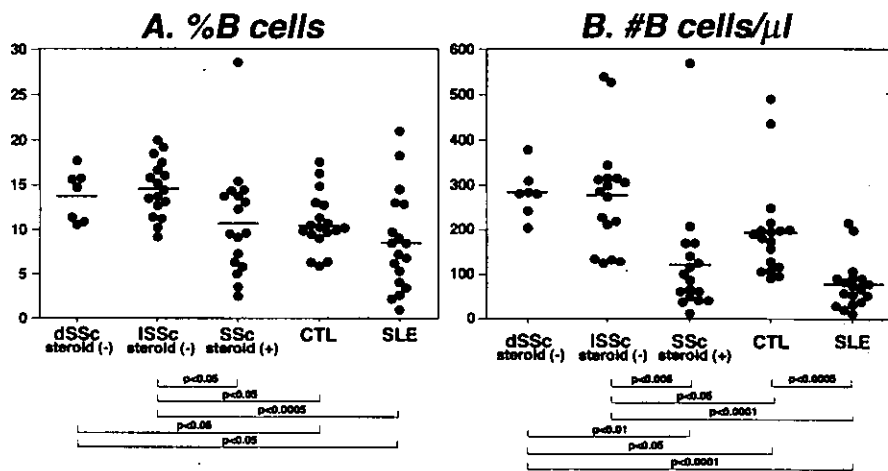 A. %B cells
30
25
20
15
10
5
0
dSSc lSSc SSc CTL SLE
steroid (-) steroid (-) steroid (+)
p<0.05
p<0.05
p<0.0005
p<0.05
p<0.05
B. #B cells/μl
600
500
400
300
200
100
0
dSSc lSSc SSc CTL SLE
steroid (-) steroid (-) steroid (+)
p<0.005 p<0.0005
p<0.05
p<0.0001
p<0.01
p<0.05
p<0.0001